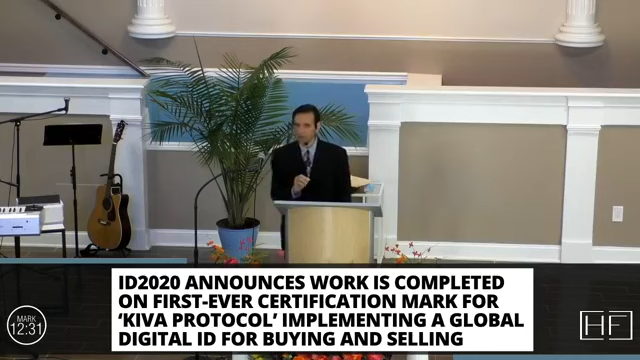 ID2020 ANNOUNCES WORK IS COMPLETED
ON FIRST-EVER CERTIFICATION MARK FOR
‘KIVA PROTOCOL’ IMPLEMENTING A GLOBAL
DIGITAL ID FOR BUYING AND SELLING
MARK
12:31
HF